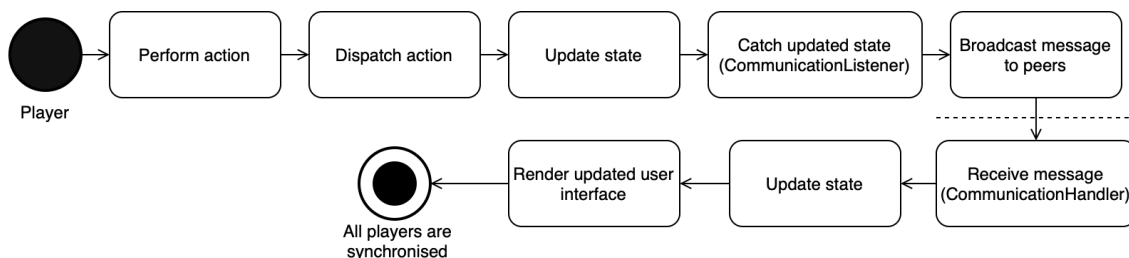 Perform action
Dispatch action
Update state
Catch updated state
(CommunicationListener)
Broadcast message
to peers
Player
Receive message
(CommunicationHandler)
Update state
Render updated user
interface
All players are
synchronised